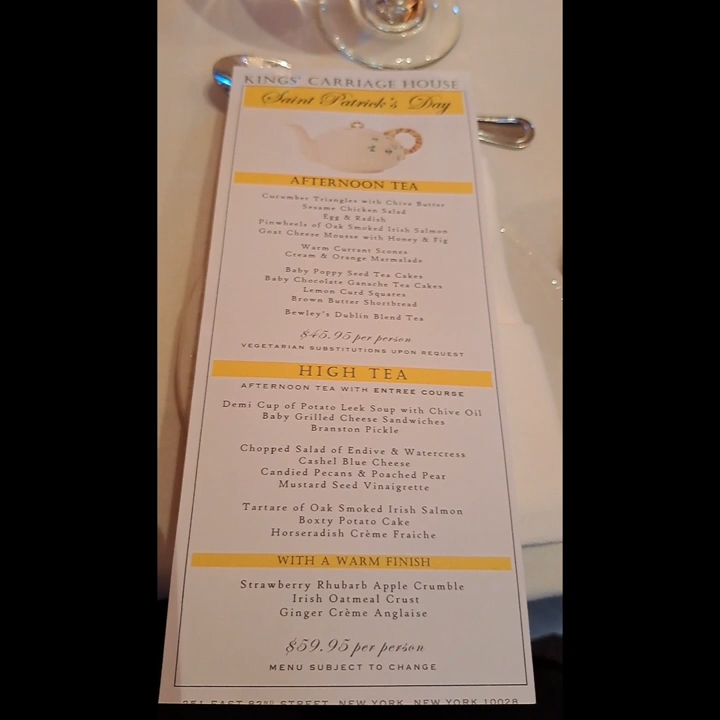 KINGS' CARRIAGE HOUSE
Saint Patrick's Day
AFTERNOON TEA
Cucumber Triangles with Chive Butter
Sesame Chicken Salad
Egg & Radish
Pinwheels of Oak Smoked Irish Salmon
Goat Cheese Mousse with Honey & Fig
Warm Currant Scones
Cream & Orange Marmalade
Baby Poppy Seed Tea Cakes
Baby Chocolate Ganache Tea Cakes
Lemon Curd Squares
Brown Butter Shortbread
Bewley's Dublin Blend Tea
$45.95 per person
VEGETARIAN SUBSTITUTIONS UPON REQUEST
HIGH TEA
AFTERNOON TEA WITH ENTREE COURSE
Demi Cup of Potato Leek Soup with Chive Oil
Baby Grilled Cheese Sandwiches
Branston Pickle
Chopped Salad of Endive & Watercress
Cashel Blue Cheese
Candied Pecans & Poached Pear
Mustard Seed Vinaigrette
Tartare of Oak Smoked Irish Salmon
Boxty Potato Cake
Horseradish Crème Fraiche
WITH A WARM FINISH
Strawberry Rhubarb Apple Crumble
Irish Oatmeal Crust
Ginger Crème Anglaise
$59.95 per person
MENU SUBJECT TO CHANGE
251 EAST 82ND STREET, NEW YORK, NEW YORK 10028